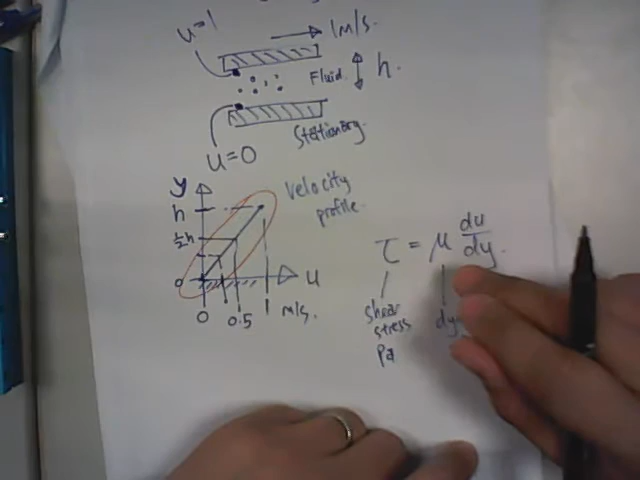 u=1
1m/s.
Fluid.
h.
Stationary.
u=0
y
velocity
profile.
h
½h
0
u
0 0.5 1 m/s.
τ = μ du/dy.
shear
stress
Pa
dy